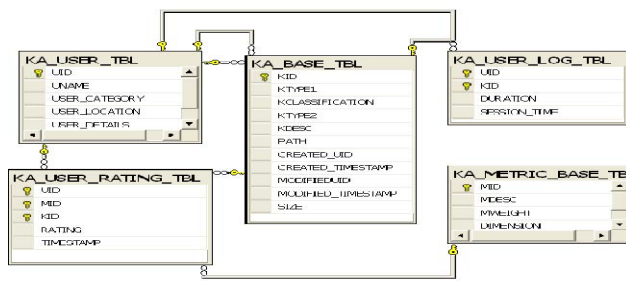 KA_USER_TBL
UID
UNAME
USER_CATEGORY
USER_LOCATION
USER_DETAILS
KA_BASE_TBL
KID
KTYPE1
KCLASSIFICATION
KTYPE2
KDESC
PATH
CREATED_UID
CREATED_TIMESTAMP
MODIFIEDUID
MODIFIED_TIMESTAMP
SIZE
KA_USER_LOG_TBL
UID
KID
DURATION
SESSION_TIME
KA_USER_RATING_TBL
UID
MID
KID
RATING
TIMESTAMP
KA_METRIC_BASE_TB
MID
MDESC
MWEIGHT
DIMENSION